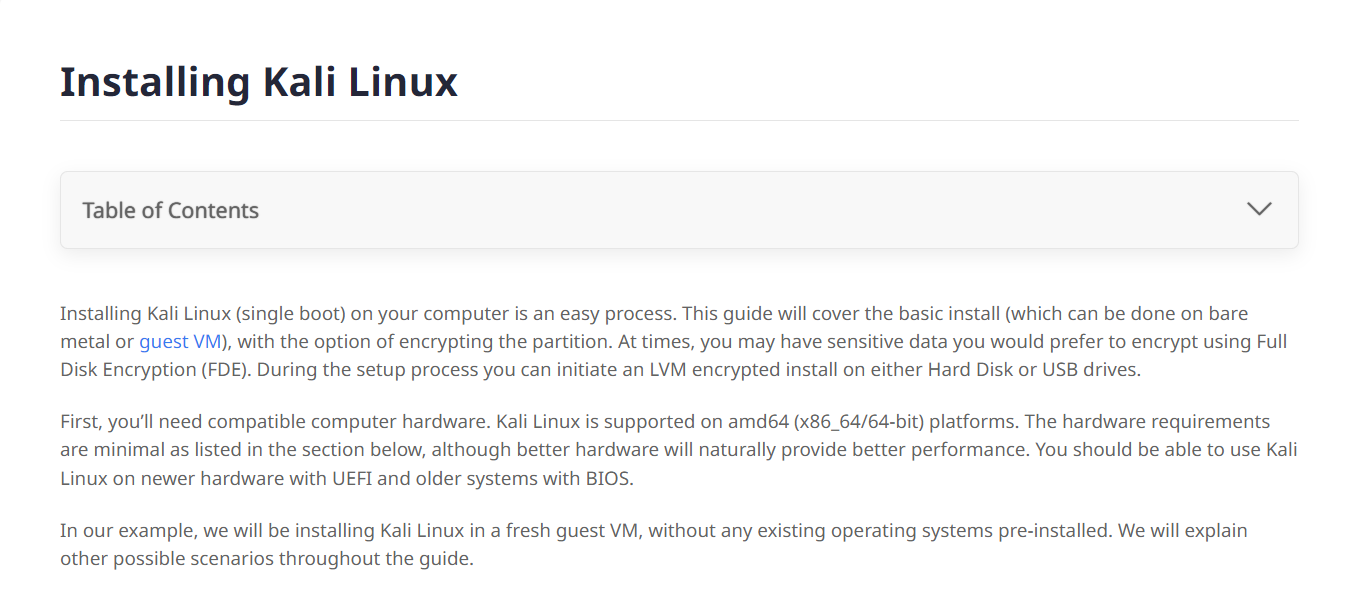 Installing Kali Linux
Table of Contents
Installing Kali Linux (single boot) on your computer is an easy process. This guide will cover the basic install (which can be done on bare
metal or guest VM), with the option of encrypting the partition. At times, you may have sensitive data you would prefer to encrypt using Full
Disk Encryption (FDE). During the setup process you can initiate an LVM encrypted install on either Hard Disk or USB drives.
First, you’ll need compatible computer hardware. Kali Linux is supported on amd64 (x86_64/64-bit) platforms. The hardware requirements
are minimal as listed in the section below, although better hardware will naturally provide better performance. You should be able to use Kali
Linux on newer hardware with UEFI and older systems with BIOS.
In our example, we will be installing Kali Linux in a fresh guest VM, without any existing operating systems pre-installed. We will explain
other possible scenarios throughout the guide.